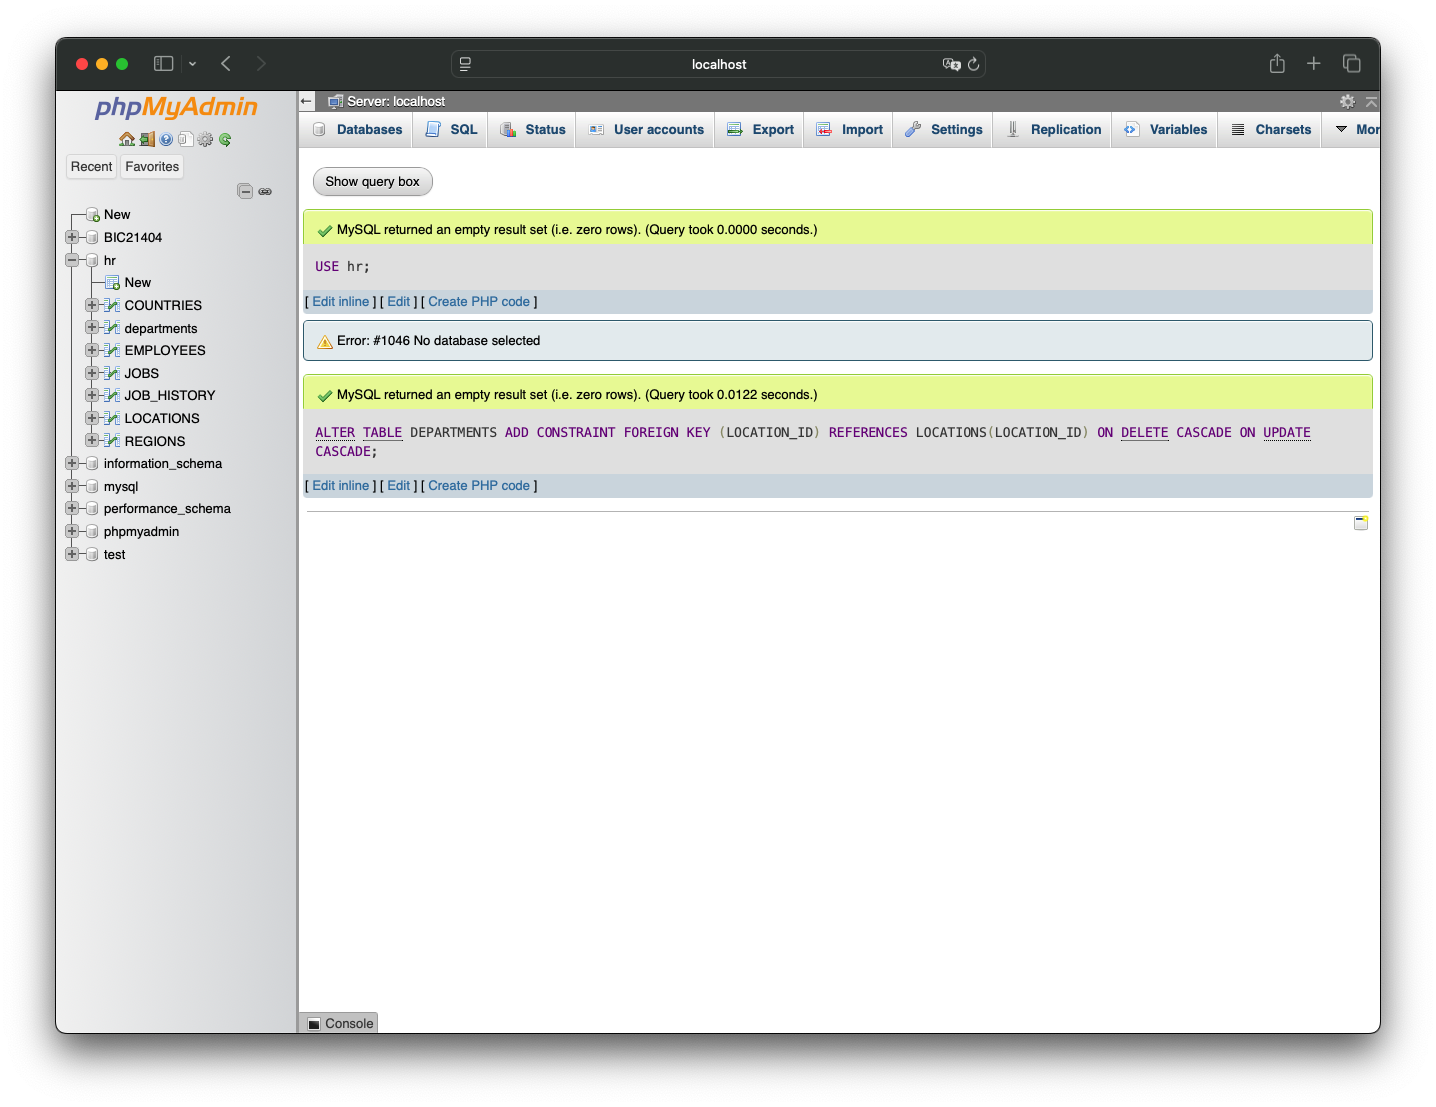 localhost
phpMyAdmin
Recent
Favorites
New
BIC21404
hr
New
COUNTRIES
departments
EMPLOYEES
JOBS
JOB_HISTORY
LOCATIONS
REGIONS
information_schema
mysql
performance_schema
phpmyadmin
test
Server: localhost
Databases
SQL
Status
User accounts
Export
Import
Settings
Replication
Variables
Charsets
Mor
Show query box
MySQL returned an empty result set (i.e. zero rows). (Query took 0.0000 seconds.)
USE hr;
[ Edit inline ] [ Edit ] [ Create PHP code ]
Error: #1046 No database selected
MySQL returned an empty result set (i.e. zero rows). (Query took 0.0122 seconds.)
ALTER TABLE DEPARTMENTS ADD CONSTRAINT FOREIGN KEY (LOCATION_ID) REFERENCES LOCATIONS(LOCATION_ID) ON DELETE CASCADE ON UPDATE
CASCADE;
[ Edit inline ] [ Edit ] [ Create PHP code ]
Console